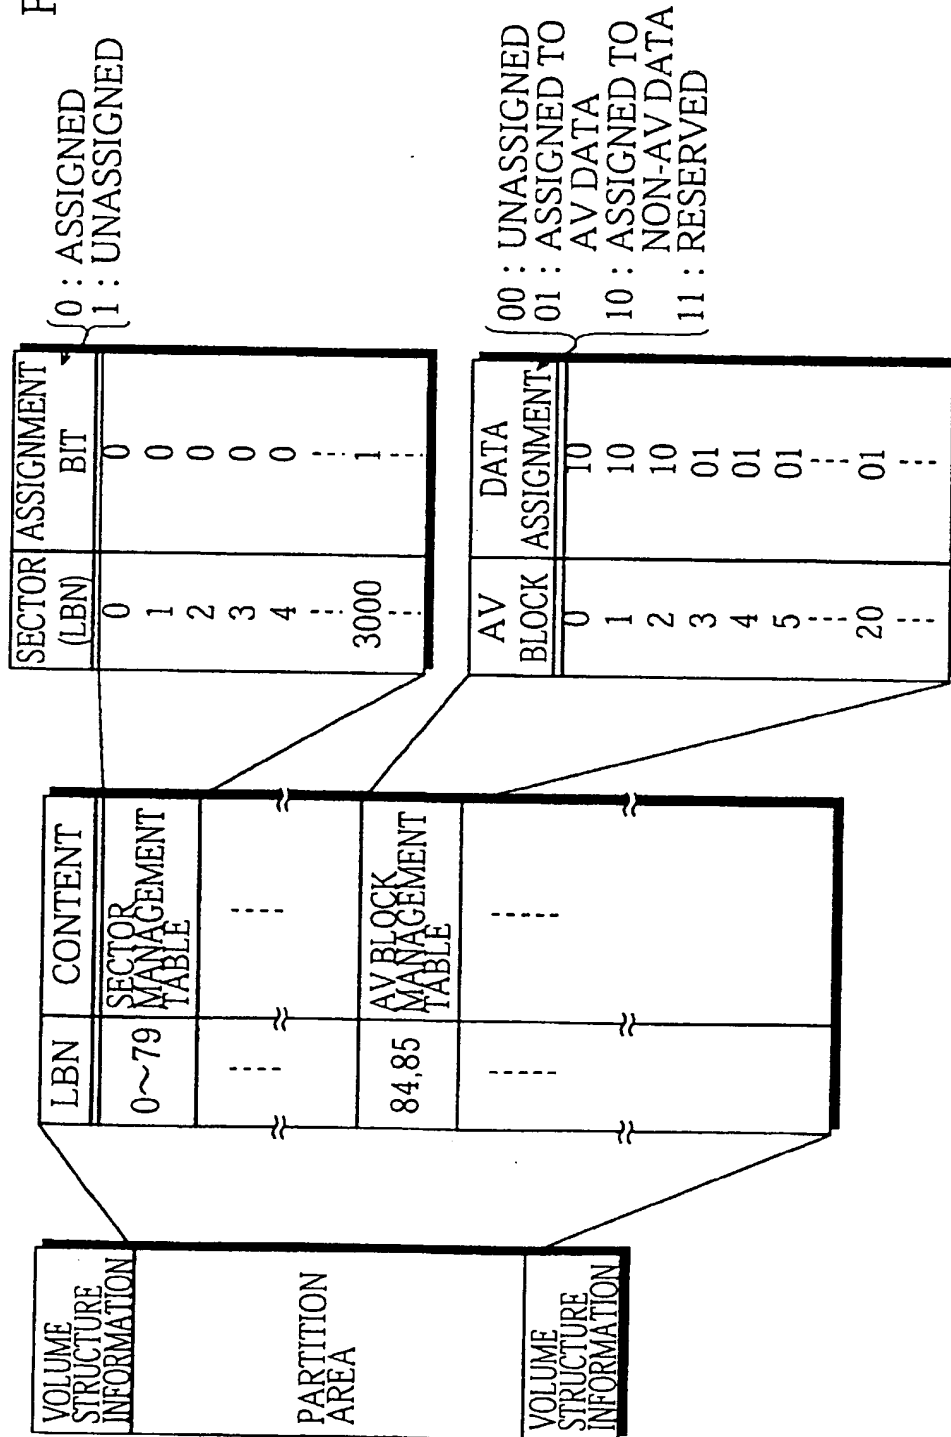 VOLUME
STRUCTURE
INFORMATION
PARTITION
AREA
VOLUME
STRUCTURE
INFORMATION
LBN CONTENT
0~79 SECTOR
MANAGEMENT
TABLE
84,85 AV BLOCK
MANAGEMENT
TABLE
SECTOR ASSIGNMENT
(LBN) BIT
0 0
1 0
2 0
3 0
4 0
3000 1
0 : ASSIGNED
1 : UNASSIGNED
AV DATA
BLOCK ASSIGNMENT
0 10
1 10
2 10
3 01
4 01
5 01
20 01
00 : UNASSIGNED
01 : ASSIGNED TO
AV DATA
10 : ASSIGNED TO
NON-AV DATA
11 : RESERVED